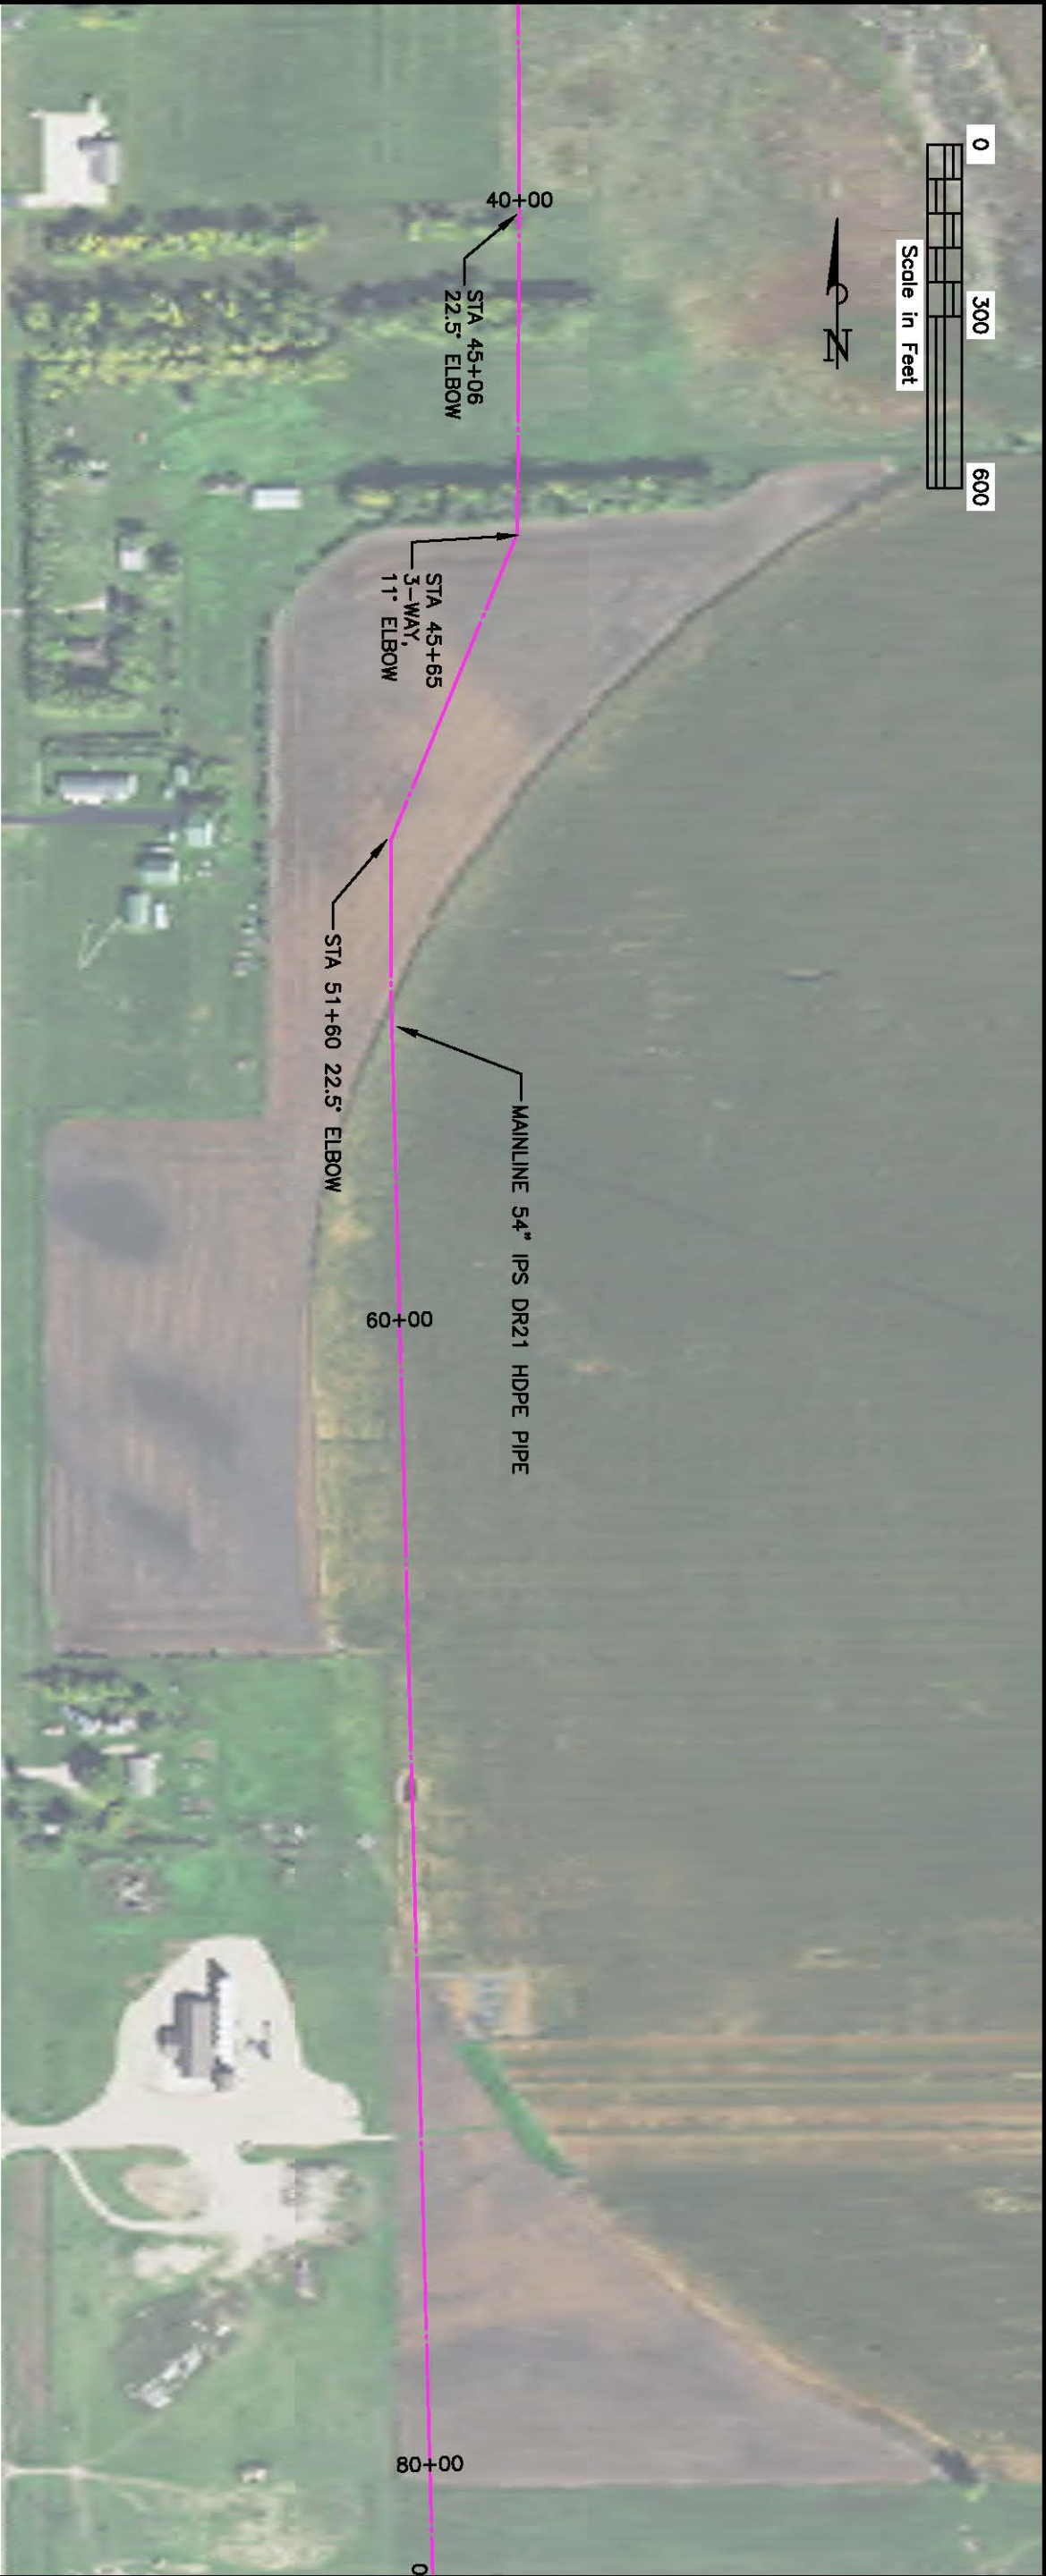 0 300 600
Scale in Feet
N
40+00
STA 45+06
22.5° ELBOW
STA 45+65
3-WAY,
11° ELBOW
STA 51+60 22.5° ELBOW
MAINLINE 54" IPS DR21 HDPE PIPE
60+00
80+00
0